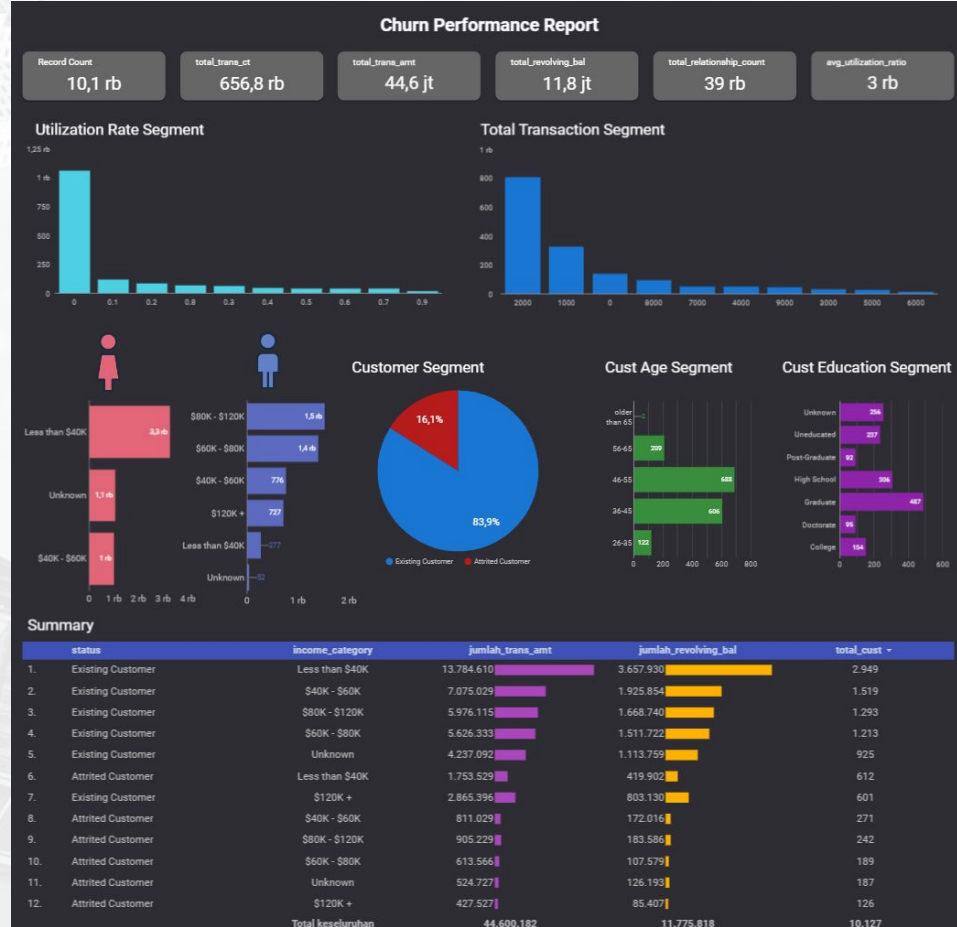 Churn Performance Report
Record Count
10,1 rb
total_trans_ct
656,8 rb
total_trans_amt
44,6 jt
total_revolving_bal
11,8 jt
total_relationship_count
39 rb
avg_utilization_ratio
3 rb
Utilization Rate Segment
1,25 rb
1 rb
750
500
250
0
0 0.1 0.2 0.8 0.3 0.4 0.5 0.6 0.7 0.9
Total Transaction Segment
1 rb
800
600
400
200
0
2000 1000 0 8000 7000 4000 9000 3000 5000 6000
Less than $40K 3,3 rb
Unknown 1,1 rb
$40K - $60K 1 rb
0 1 rb 2 rb 3 rb 4 rb
$80K - $120K 1,5 rb
$60K - $80K 1,4 rb
$40K - $60K 776
$120K + 727
Less than $40K 277
Unknown 52
0 1 rb 2 rb
Customer Segment
16,1%
83,9%
Existing Customer Attrited Customer
Cust Age Segment
older
than 65 2
56-65 209
46-55 688
36-45 606
26-35 122
0 200 400 600 800
Cust Education Segment
Unknown 256
Uneducated 237
Post-Graduate 92
High School 306
Graduate 487
Doctorate 95
College 154
0 200 400 600
Summary
status income_category jumlah_trans_amt jumlah_revolving_bal total_cust
1. Existing Customer Less than $40K 13.784.610 3.657.930 2.949
2. Existing Customer $40K - $60K 7.075.029 1.925.854 1.519
3. Existing Customer $80K - $120K 5.976.115 1.668.740 1.293
4. Existing Customer $60K - $80K 5.626.333 1.511.722 1.213
5. Existing Customer Unknown 4.237.092 1.113.759 925
6. Attrited Customer Less than $40K 1.753.529 419.902 612
7. Existing Customer $120K + 2.865.396 803.130 601
8. Attrited Customer $40K - $60K 811.029 172.016 271
9. Attrited Customer $80K - $120K 905.229 183.586 242
10. Attrited Customer $60K - $80K 613.566 107.579 189
11. Attrited Customer Unknown 524.727 126.193 187
12. Attrited Customer $120K + 427.527 85.407 126
Total keseluruhan 44.600.182 11.775.818 10.127